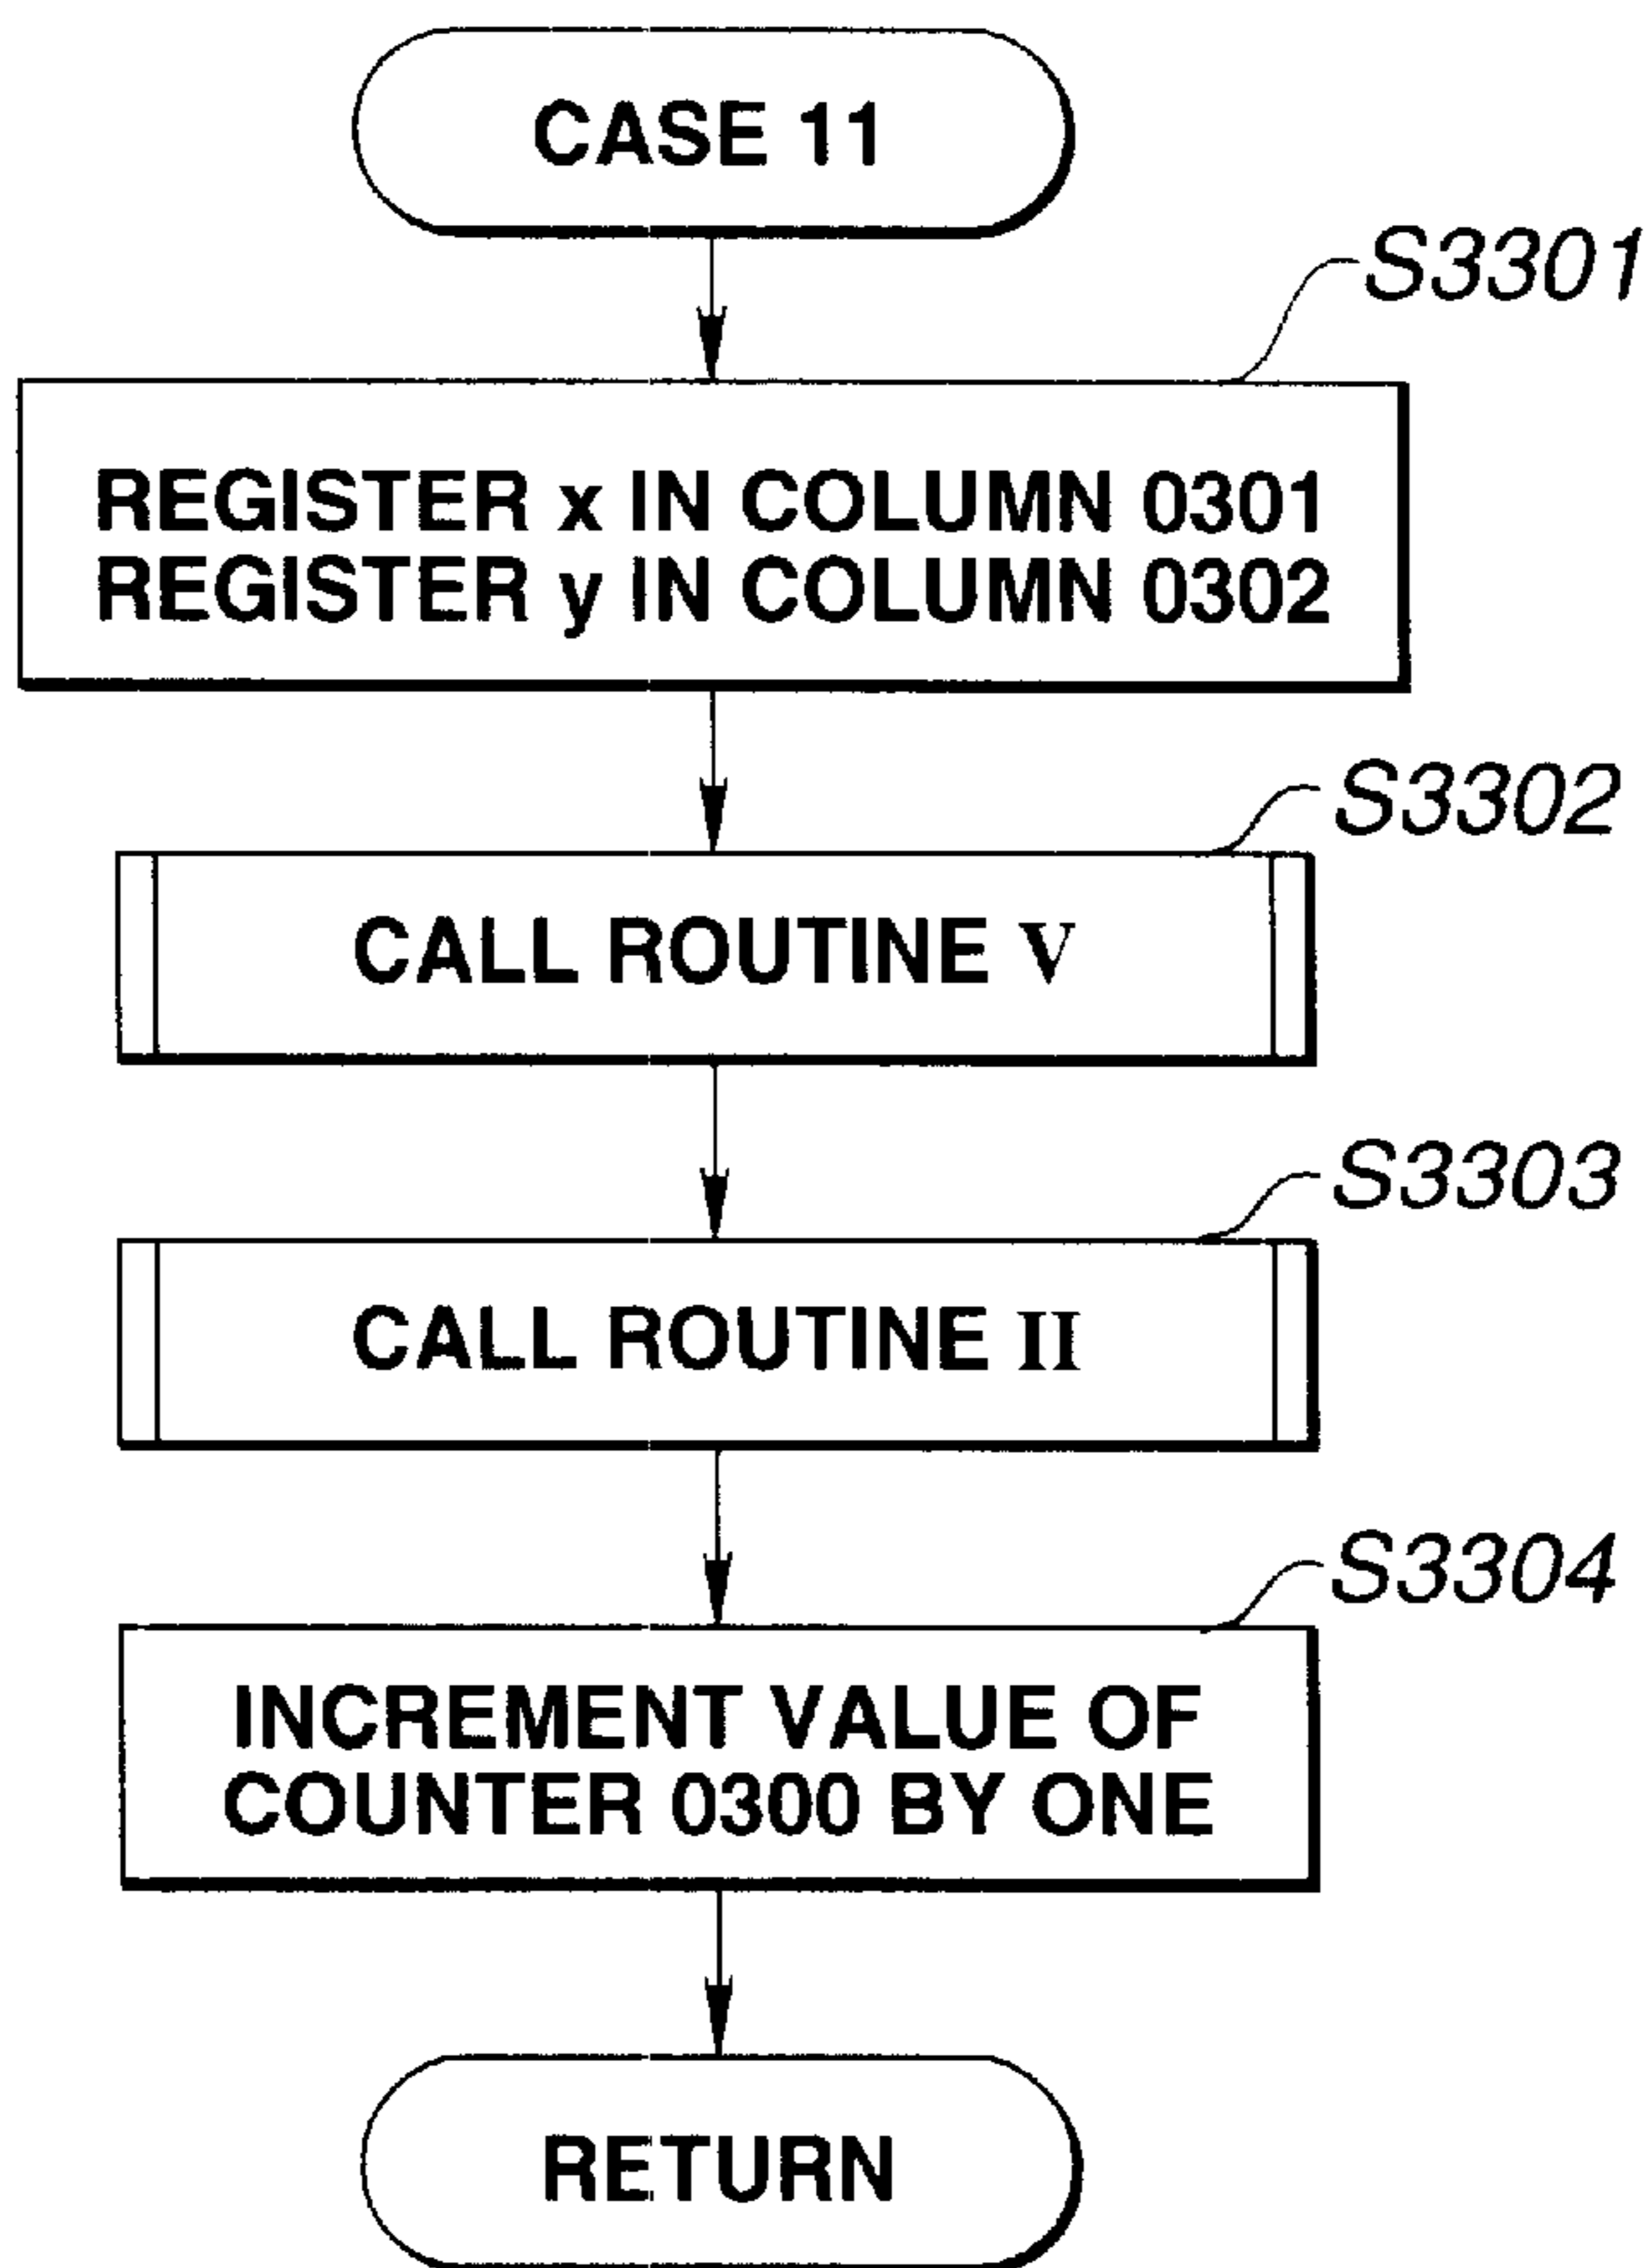 CASE 11
S3301
REGISTER x IN COLUMN 0301
REGISTER y IN COLUMN 0302
S3302
CALL ROUTINE V
S3303
CALL ROUTINE II
S3304
INCREMENT VALUE OF
COUNTER 0300 BY ONE
RETURN